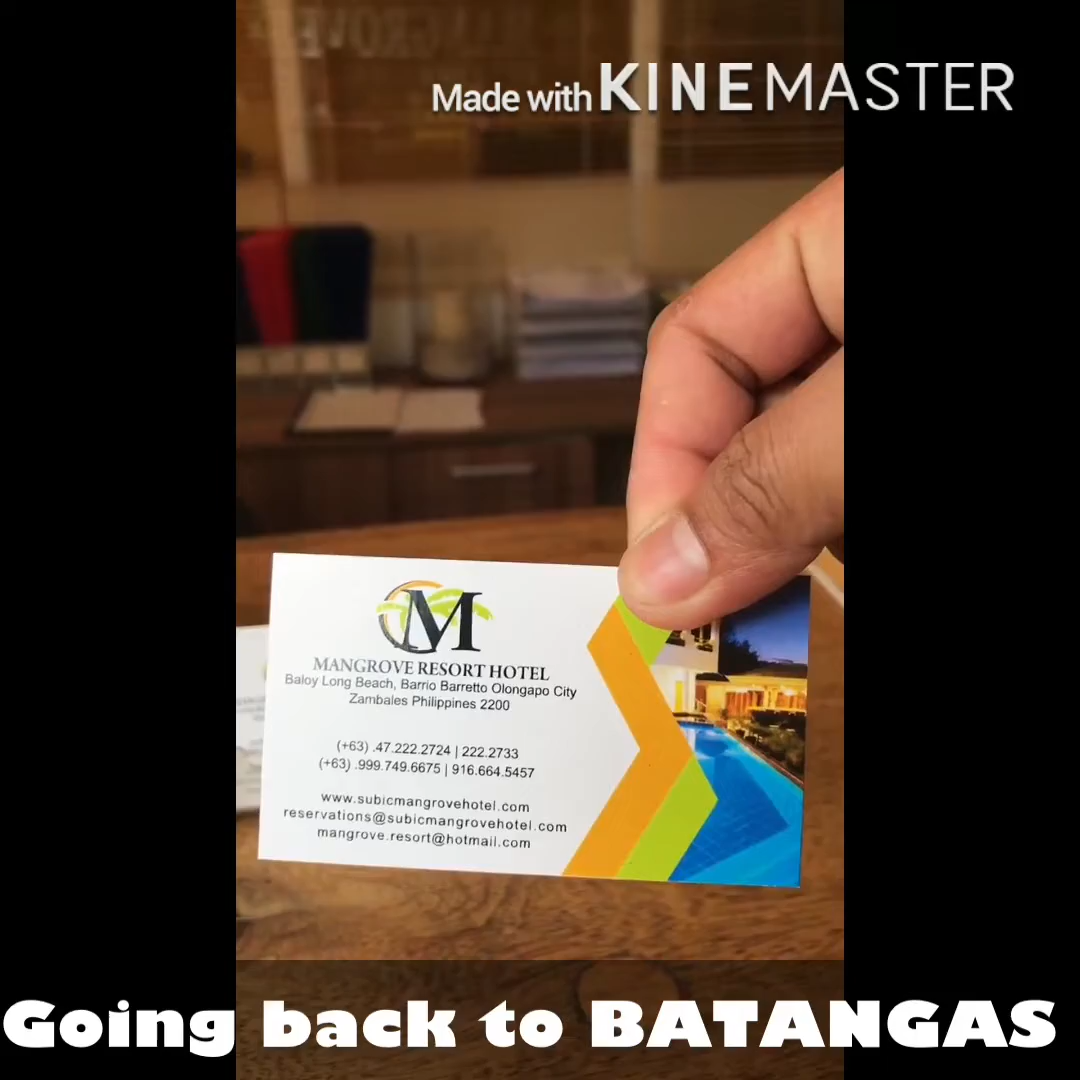 Made with KINEMASTER
M
MANGROVE RESORT HOTEL
Baloy Long Beach, Barrio Barretto Olongapo City
Zambales Philippines 2200
(+63) .47.222.2724 | 222.2733
(+63) .999.749.6675 | 916.664.5457
www.subicmangrovehotel.com
reservations@subicmangrovehotel.com
mangrove.resort@hotmail.com
Going back to BATANGAS